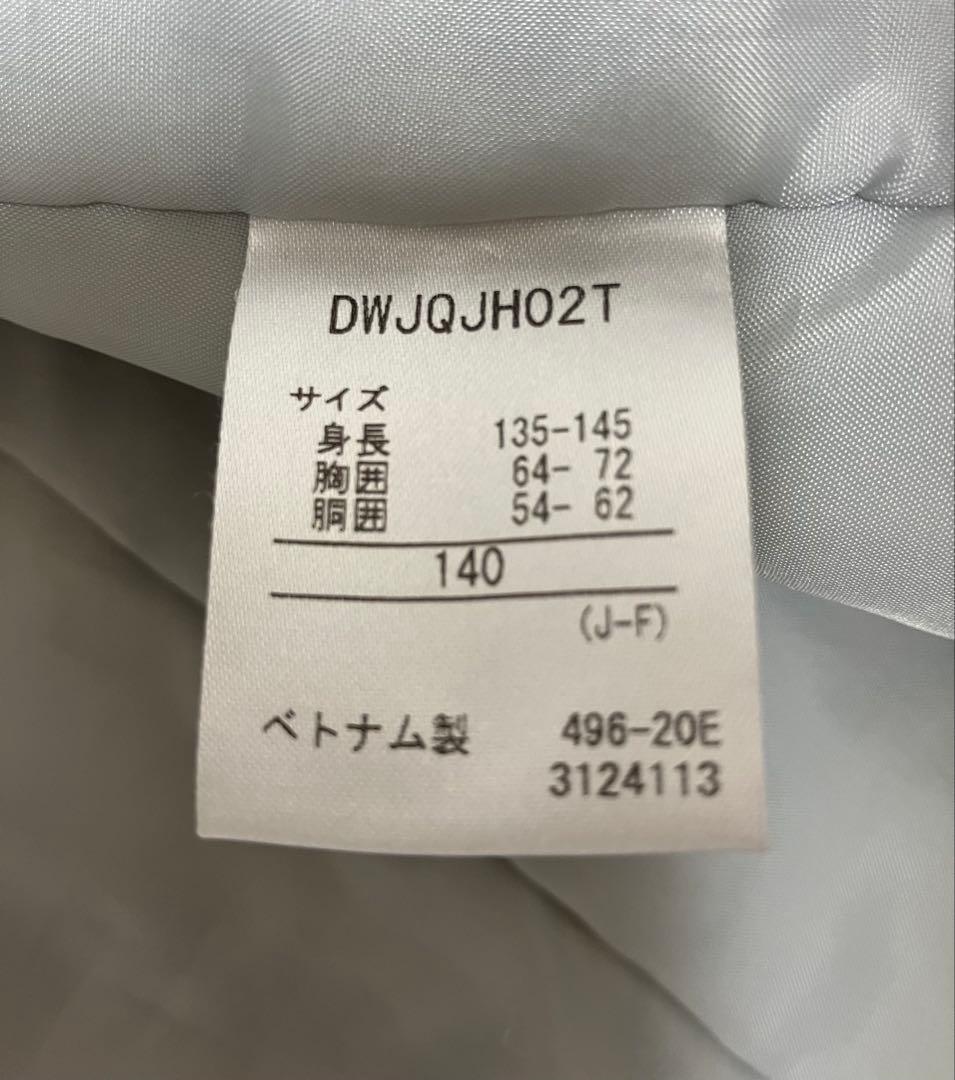 DWJQJH02T
サイズ
身長 135-145
胸囲 64- 72
胴囲 54- 62
140
(J-F)
ベトナム製 496-20E
3124113